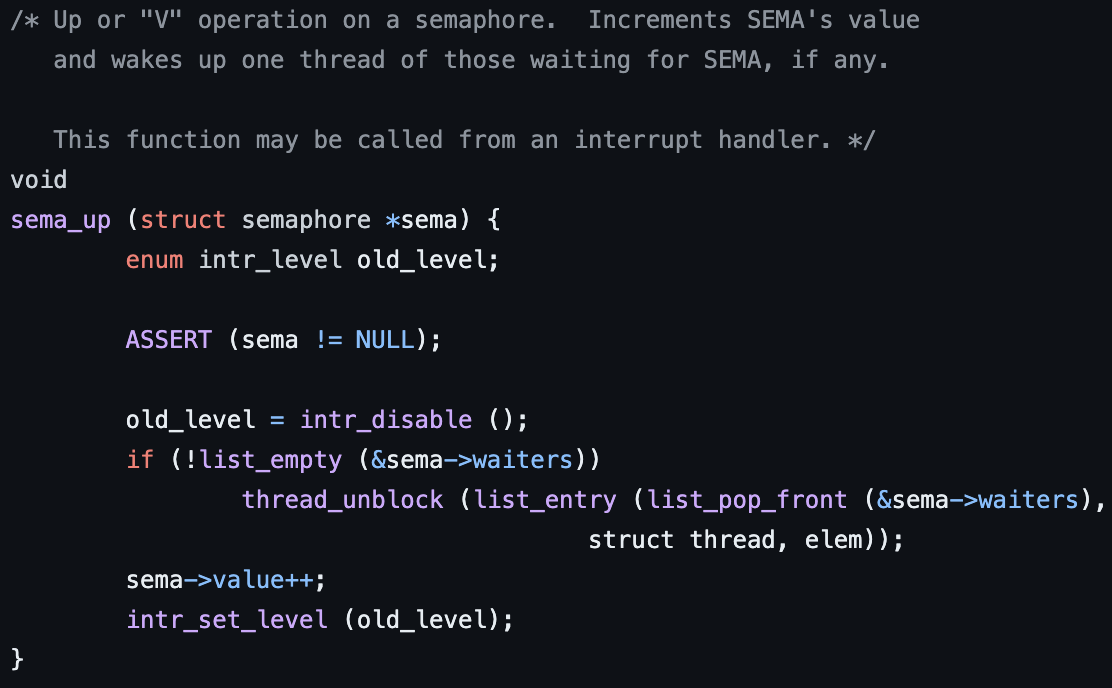 /* Up or "V" operation on a semaphore.  Increments SEMA's value
   and wakes up one thread of those waiting for SEMA, if any.

   This function may be called from an interrupt handler. */
void
sema_up (struct semaphore *sema) {
        enum intr_level old_level;

        ASSERT (sema != NULL);

        old_level = intr_disable ();
        if (!list_empty (&sema->waiters))
                thread_unblock (list_entry (list_pop_front (&sema->waiters),
                                        struct thread, elem));
        sema->value++;
        intr_set_level (old_level);
}